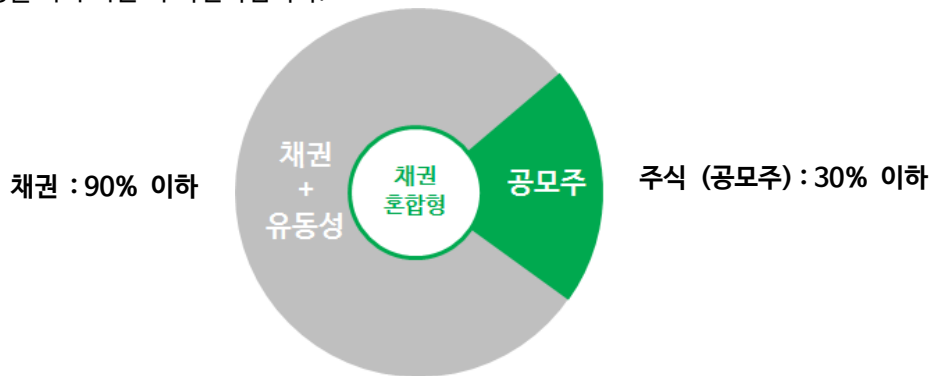 채권 : 90% 이하
채권
+
유동성
채권
혼합형
공모주
주식 (공모주) : 30% 이하